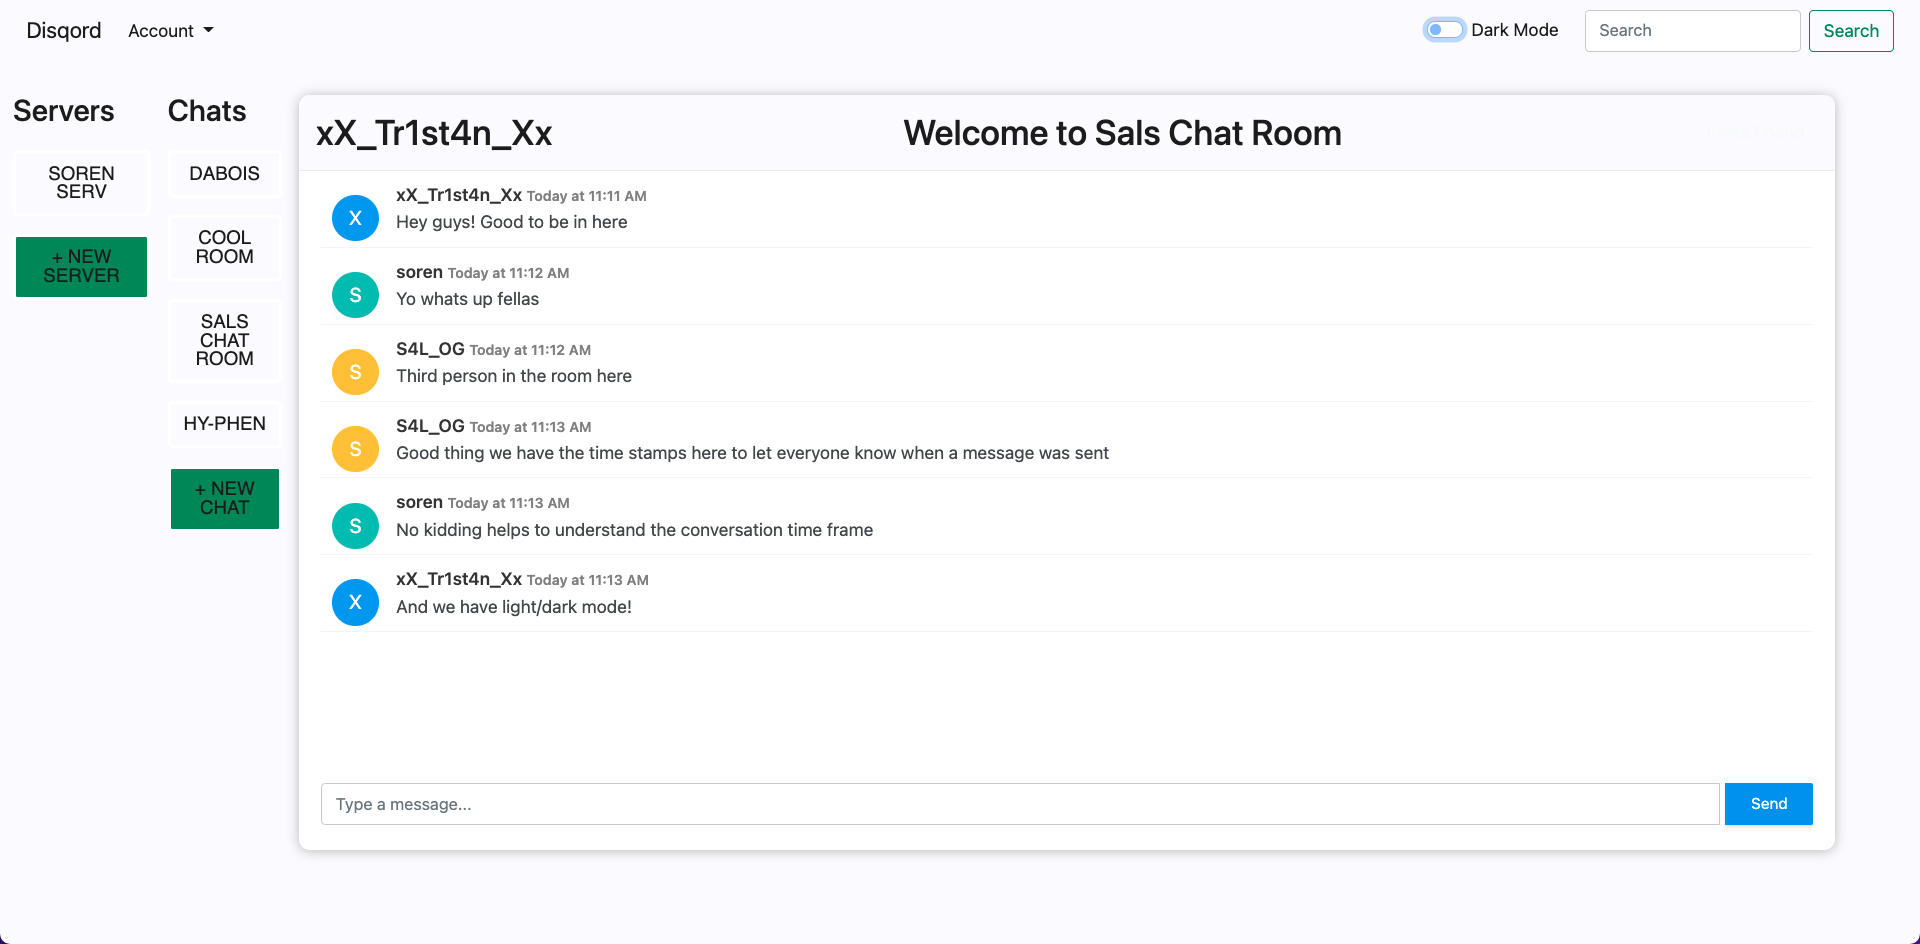 Disqord
Account
Dark Mode
Search
Search
Servers
SOREN
SERV
+ NEW
SERVER
Chats
DABOIS
COOL
ROOM
SALS
CHAT
ROOM
HY-PHEN
+ NEW
CHAT
xX_Tr1st4n_Xx
Welcome to Sals Chat Room
X
xX_Tr1st4n_Xx Today at 11:11 AM
Hey guys! Good to be in here
S
soren Today at 11:12 AM
Yo whats up fellas
S
S4L_OG Today at 11:12 AM
Third person in the room here
S
S4L_OG Today at 11:13 AM
Good thing we have the time stamps here to let everyone know when a message was sent
S
soren Today at 11:13 AM
No kidding helps to understand the conversation time frame
X
xX_Tr1st4n_Xx Today at 11:13 AM
And we have light/dark mode!
Type a message...
Send